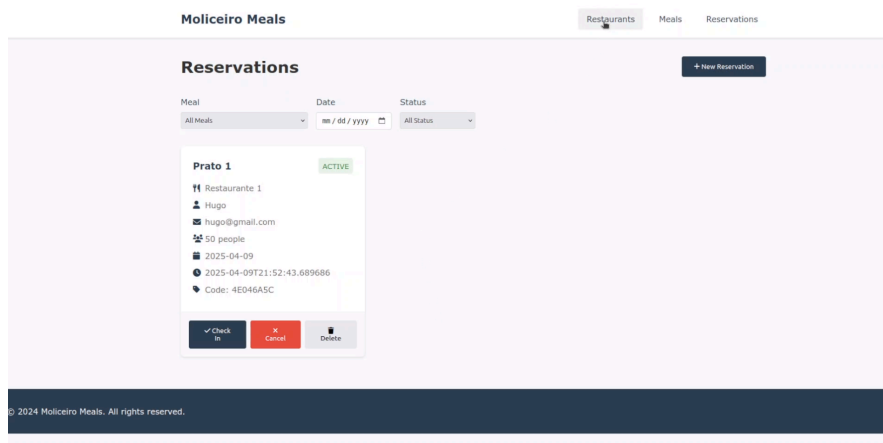 Moliceiro Meals
Restaurants Meals Reservations
Reservations
+ New Reservation
Meal Date Status
All Meals mm / dd / yyyy All Status
Prato 1 ACTIVE
Restaurante 1
Hugo
hugo@gmail.com
50 people
2025-04-09
2025-04-09T21:52:43.689686
Code: 4E046A5C
Check In
Cancel
Delete
© 2024 Moliceiro Meals. All rights reserved.